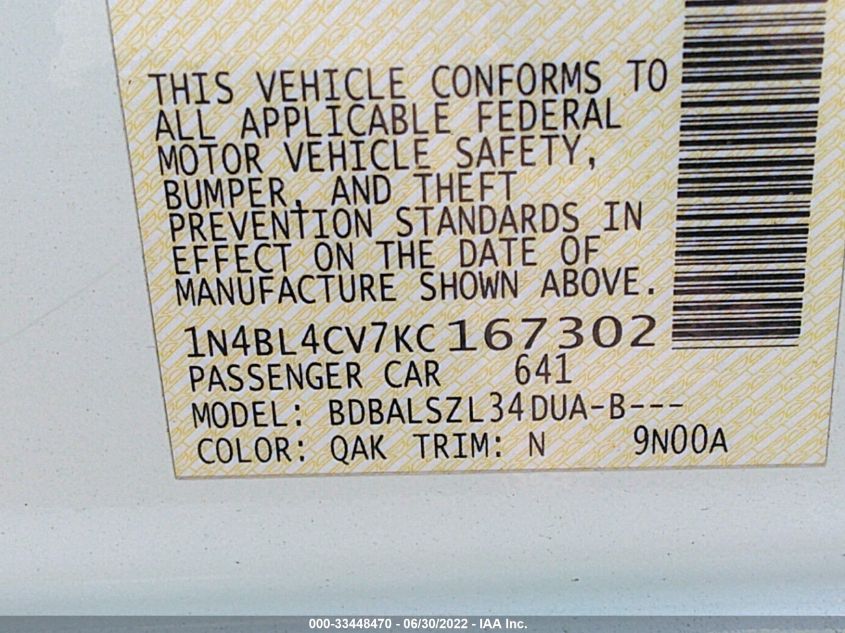 THIS VEHICLE CONFORMS TO
ALL APPLICABLE FEDERAL
MOTOR VEHICLE SAFETY,
BUMPER, AND THEFT
PREVENTION STANDARDS IN
EFFECT ON THE DATE OF
MANUFACTURE SHOWN ABOVE.
1N4BL4CV7KC167302
PASSENGER CAR 641
MODEL: BDBALSZL34DUA-B---
COLOR: QAK TRIM: N 9N00A
000-33448470 - 06/30/2022 - IAA Inc.